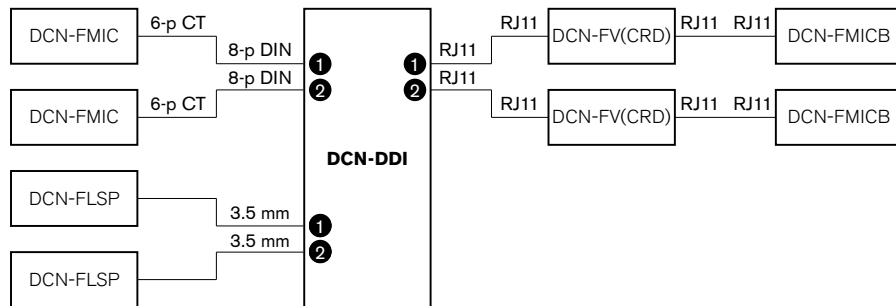 DCN-FMIC 6-p CT 8-p DIN 1 1 RJ11 RJ11 DCN-FV(CRD) RJ11 RJ11 DCN-FMICB
DCN-FMIC 6-p CT 8-p DIN 2 2 RJ11 RJ11 DCN-FV(CRD) RJ11 RJ11 DCN-FMICB
DCN-DDI
DCN-FLSP 3.5 mm 1
DCN-FLSP 3.5 mm 2